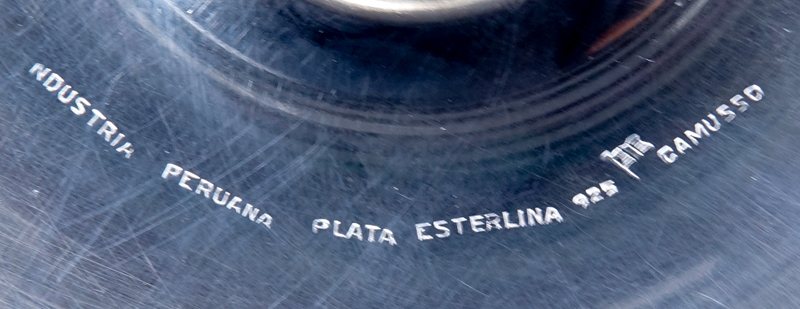 NDUSTRIA PERUANA PLATA ESTERLINA 925 CAMUSSO